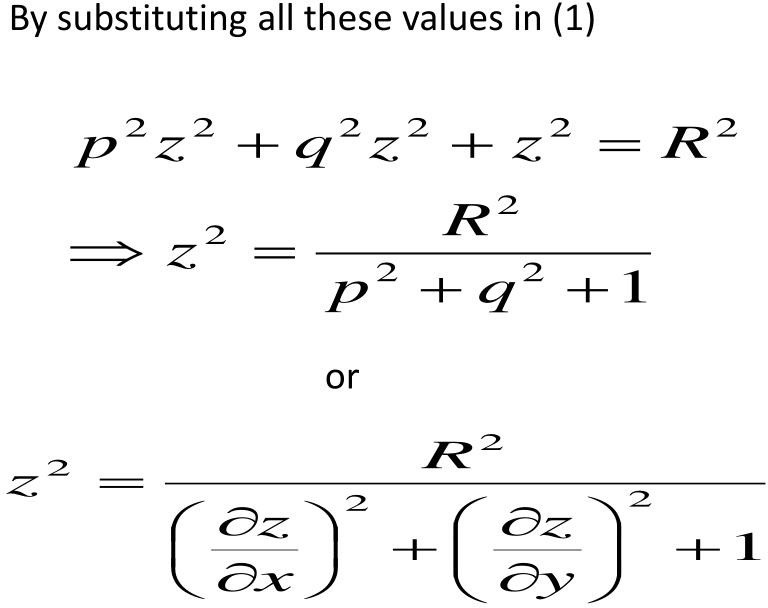 By substituting all these values in (1)
p²z² + q²z² + z² = R²
⟹ z² = R² / (p² + q² + 1)
or
z² = R² / ((∂z/∂x)² + (∂z/∂y)² + 1)